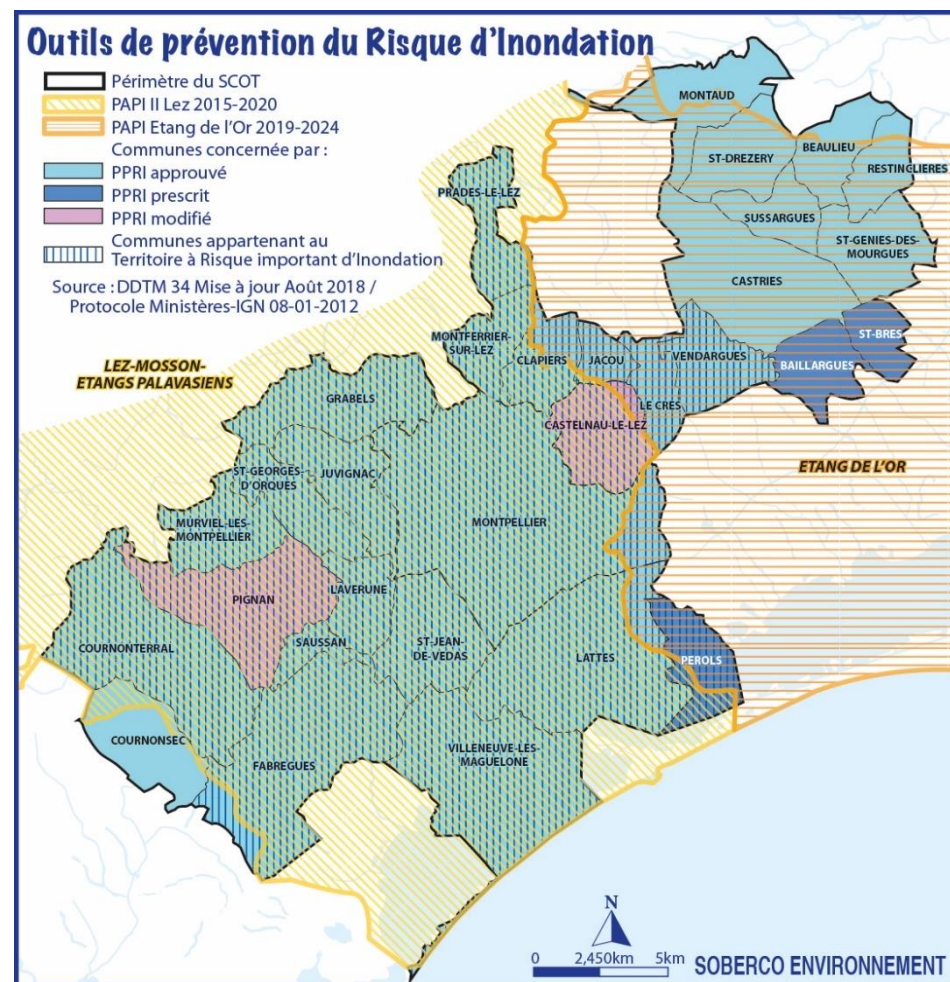 Outils de prévention du Risque d'Inondation
Périmètre du SCOT
PAPI II Lez 2015-2020
PAPI Etang de l'Or 2019-2024
Communes concernée par :
PPRI approuvé
PPRI prescrit
PPRI modifié
Communes appartenant au
Territoire à Risque important d'Inondation
Source : DDTM 34 Mise à jour Août 2018 /
Protocole Ministères-IGN 08-01-2012
MONTAUD
BEAULIEU
ST-DREZERY
RESTINCLIERES
PRADES-LE-LEZ
SUSSARGUES
ST-GENIES-DES-
MOURGUES
CASTRIES
ST-BRES
MONTFERRIER-
SUR-LEZ
CLAPIERS
JACOU
VENDARGUES
BAILLARGUES
LEZ-MOSSON-
ETANGS PALAVASIENS
GRABELS
LE CRES
CASTELNAU-LE-LEZ
ST-GEORGES-
D'ORQUES
JUVIGNAC
ETANG DE L'OR
MURVIEL-LES-
MONTPELLIER
MONTPELLIER
PIGNAN
LAVERUNE
COURNONTERRAL
SAUSSAN
ST-JEAN-
DE-VEDAS
LATTES
PEROLS
COURNONSEC
FABREGUES
VILLENEUVE-LES-
MAGUELONE
N
0 2,450km 5km
SOBERCO ENVIRONNEMENT